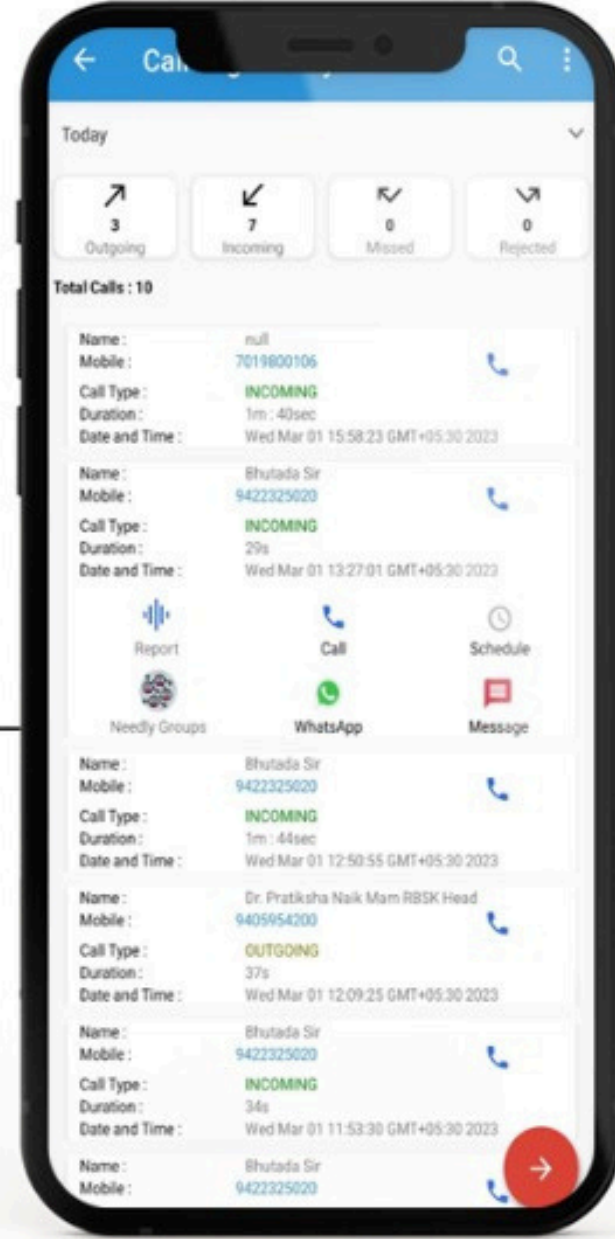 Today
3 7 0 0
Outgoing Incoming Missed Rejected
Total Calls : 10
Name : null
Mobile : 7019800106
Call Type : INCOMING
Duration : 1m : 40sec
Date and Time : Wed Mar 01 15:58:23 GMT+05:30 2023
Name : Bhutada Sir
Mobile : 9422325020
Call Type : INCOMING
Duration : 29s
Date and Time : Wed Mar 01 13:27:01 GMT+05:30 2023
Report Call Schedule
Needly Groups WhatsApp Message
Name : Bhutada Sir
Mobile : 9422325020
Call Type : INCOMING
Duration : 1m : 44sec
Date and Time : Wed Mar 01 12:50:55 GMT+05:30 2023
Name : Dr. Pratiksha Naik Mam RBSK Head
Mobile : 9405954200
Call Type : OUTGOING
Duration : 37s
Date and Time : Wed Mar 01 12:09:25 GMT+05:30 2023
Name : Bhutada Sir
Mobile : 9422325020
Call Type : INCOMING
Duration : 34s
Date and Time : Wed Mar 01 11:53:30 GMT+05:30 2023
Name : Bhutada Sir
Mobile : 9422325020